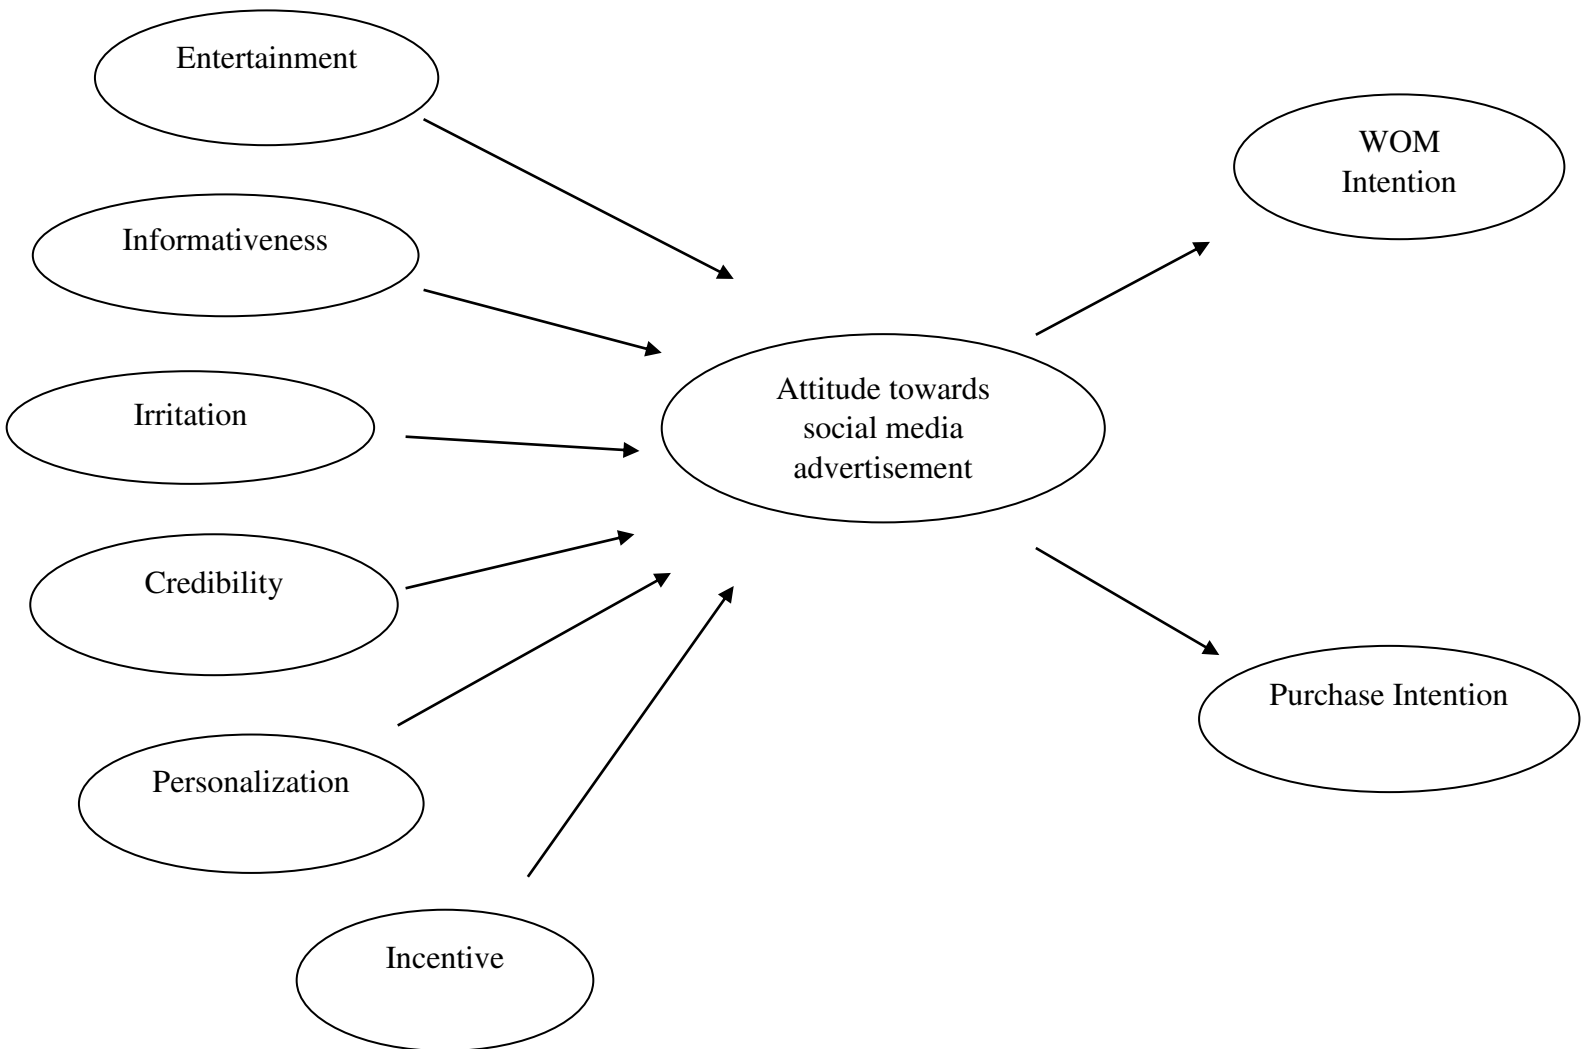 Entertainment
Informativeness
Irritation
Credibility
Personalization
Incentive
Attitude towards
social media
advertisement
WOM
Intention
Purchase Intention